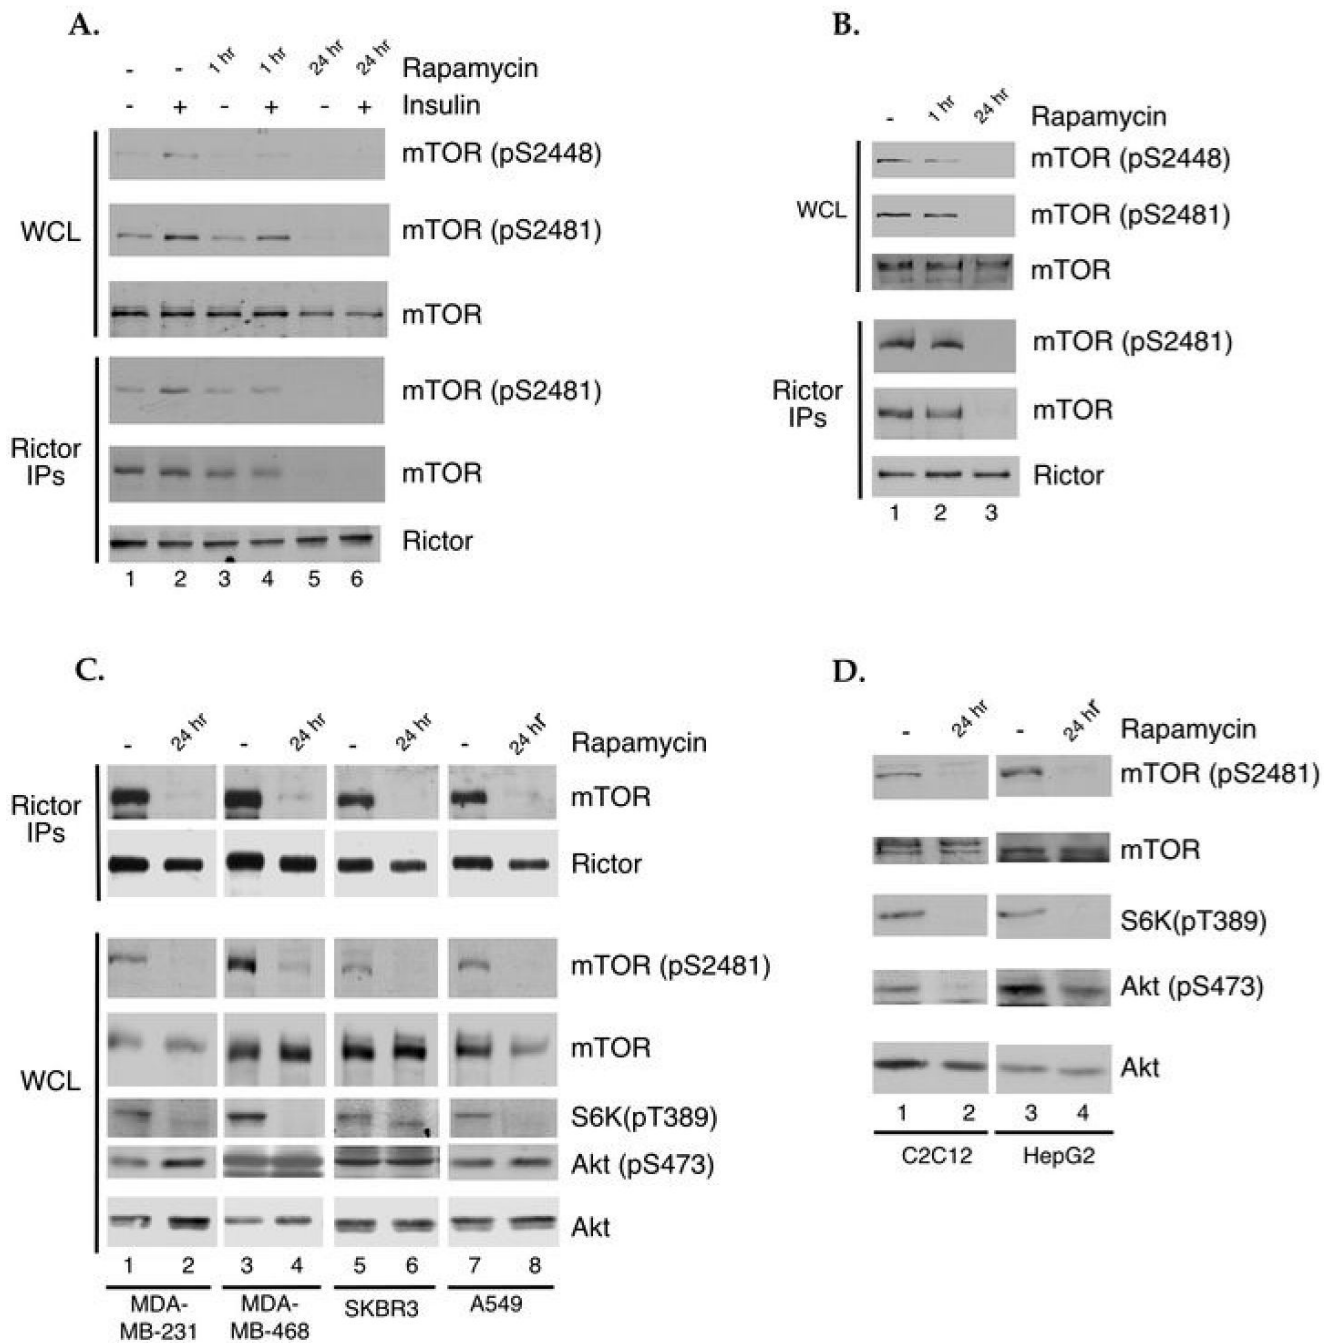 A.
- - 1 hr 1 hr 24 hr 24 hr Rapamycin
- + - + - + Insulin
WCL
mTOR (pS2448)
mTOR (pS2481)
mTOR
Rictor
IPs
mTOR (pS2481)
mTOR
Rictor
1 2 3 4 5 6
B.
- 1 hr 24 hr Rapamycin
WCL
mTOR (pS2448)
mTOR (pS2481)
mTOR
Rictor
IPs
mTOR (pS2481)
mTOR
Rictor
1 2 3
C.
- 24 hr - 24 hr - 24 hr - 24 hr Rapamycin
Rictor
IPs
mTOR
Rictor
WCL
mTOR (pS2481)
mTOR
S6K(pT389)
Akt (pS473)
Akt
1 2 3 4 5 6 7 8
MDA-
MB-231
MDA-
MB-468
SKBR3
A549
D.
- 24 hr - 24 hr Rapamycin
mTOR (pS2481)
mTOR
S6K(pT389)
Akt (pS473)
Akt
1 2 3 4
C2C12 HepG2